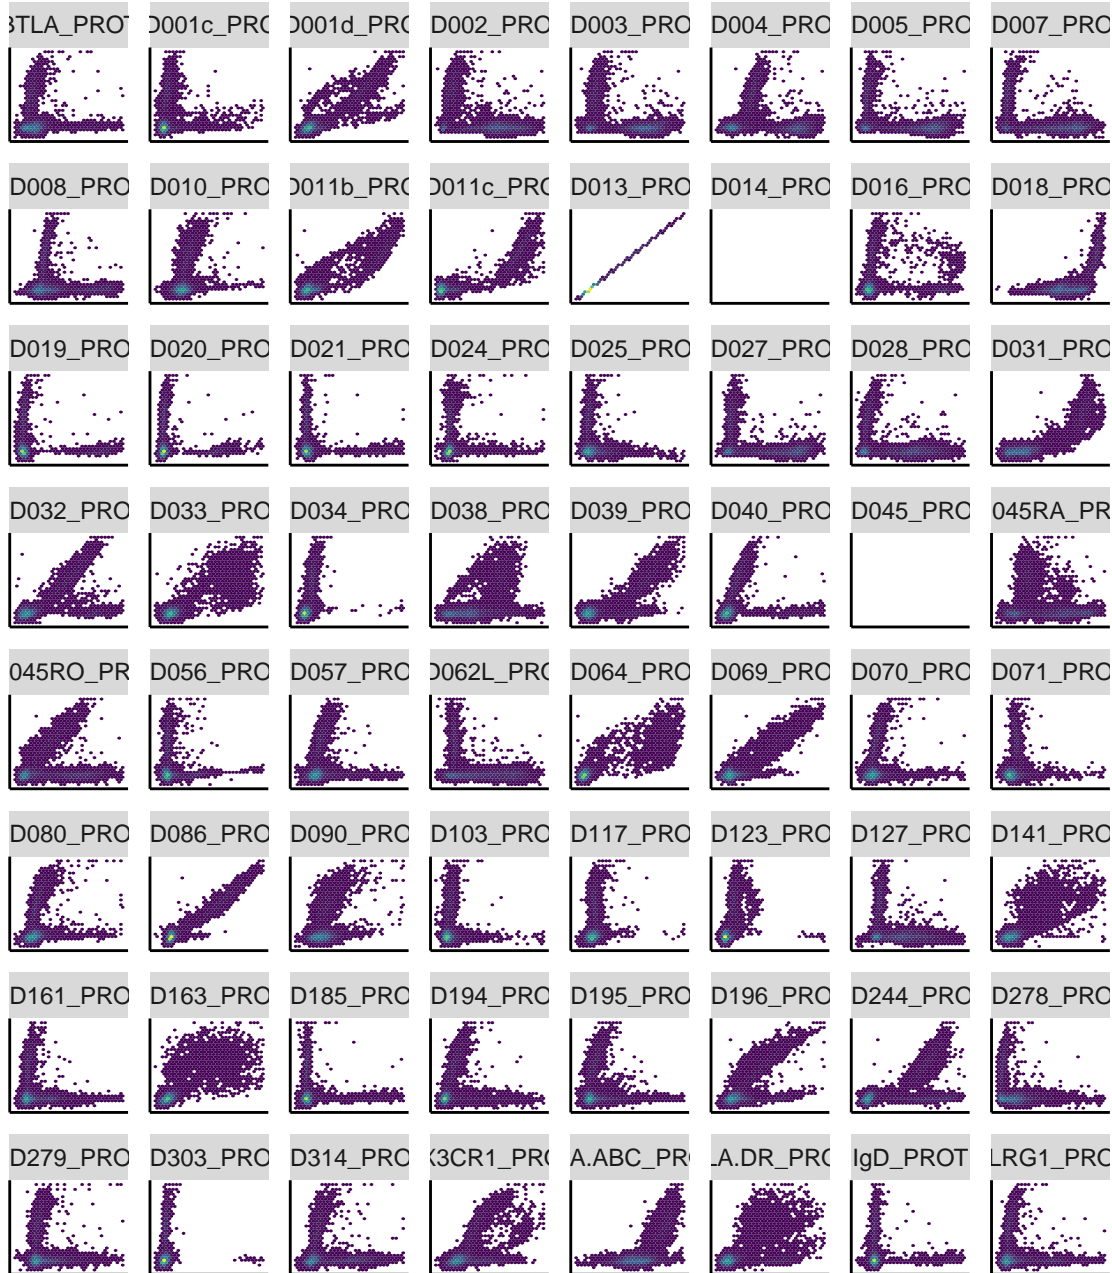 BTLA_PROT D001c_PRO D001d_PRO D002_PRO D003_PRO D004_PRO D005_PRO D007_PRO
D008_PRO D010_PRO D011b_PRO D011c_PRO D013_PRO D014_PRO D016_PRO D018_PRO
D019_PRO D020_PRO D021_PRO D024_PRO D025_PRO D027_PRO D028_PRO D031_PRO
D032_PRO D033_PRO D034_PRO D038_PRO D039_PRO D040_PRO D045_PRO 045RA_PR
045RO_PR D056_PRO D057_PRO D062L_PRO D064_PRO D069_PRO D070_PRO D071_PRO
D080_PRO D086_PRO D090_PRO D103_PRO D117_PRO D123_PRO D127_PRO D141_PRO
D161_PRO D163_PRO D185_PRO D194_PRO D195_PRO D196_PRO D244_PRO D278_PRO
D279_PRO D303_PRO D314_PRO X3CR1_PRO A.ABC_PRO LA.DR_PRO IgD_PROT LRG1_PRO